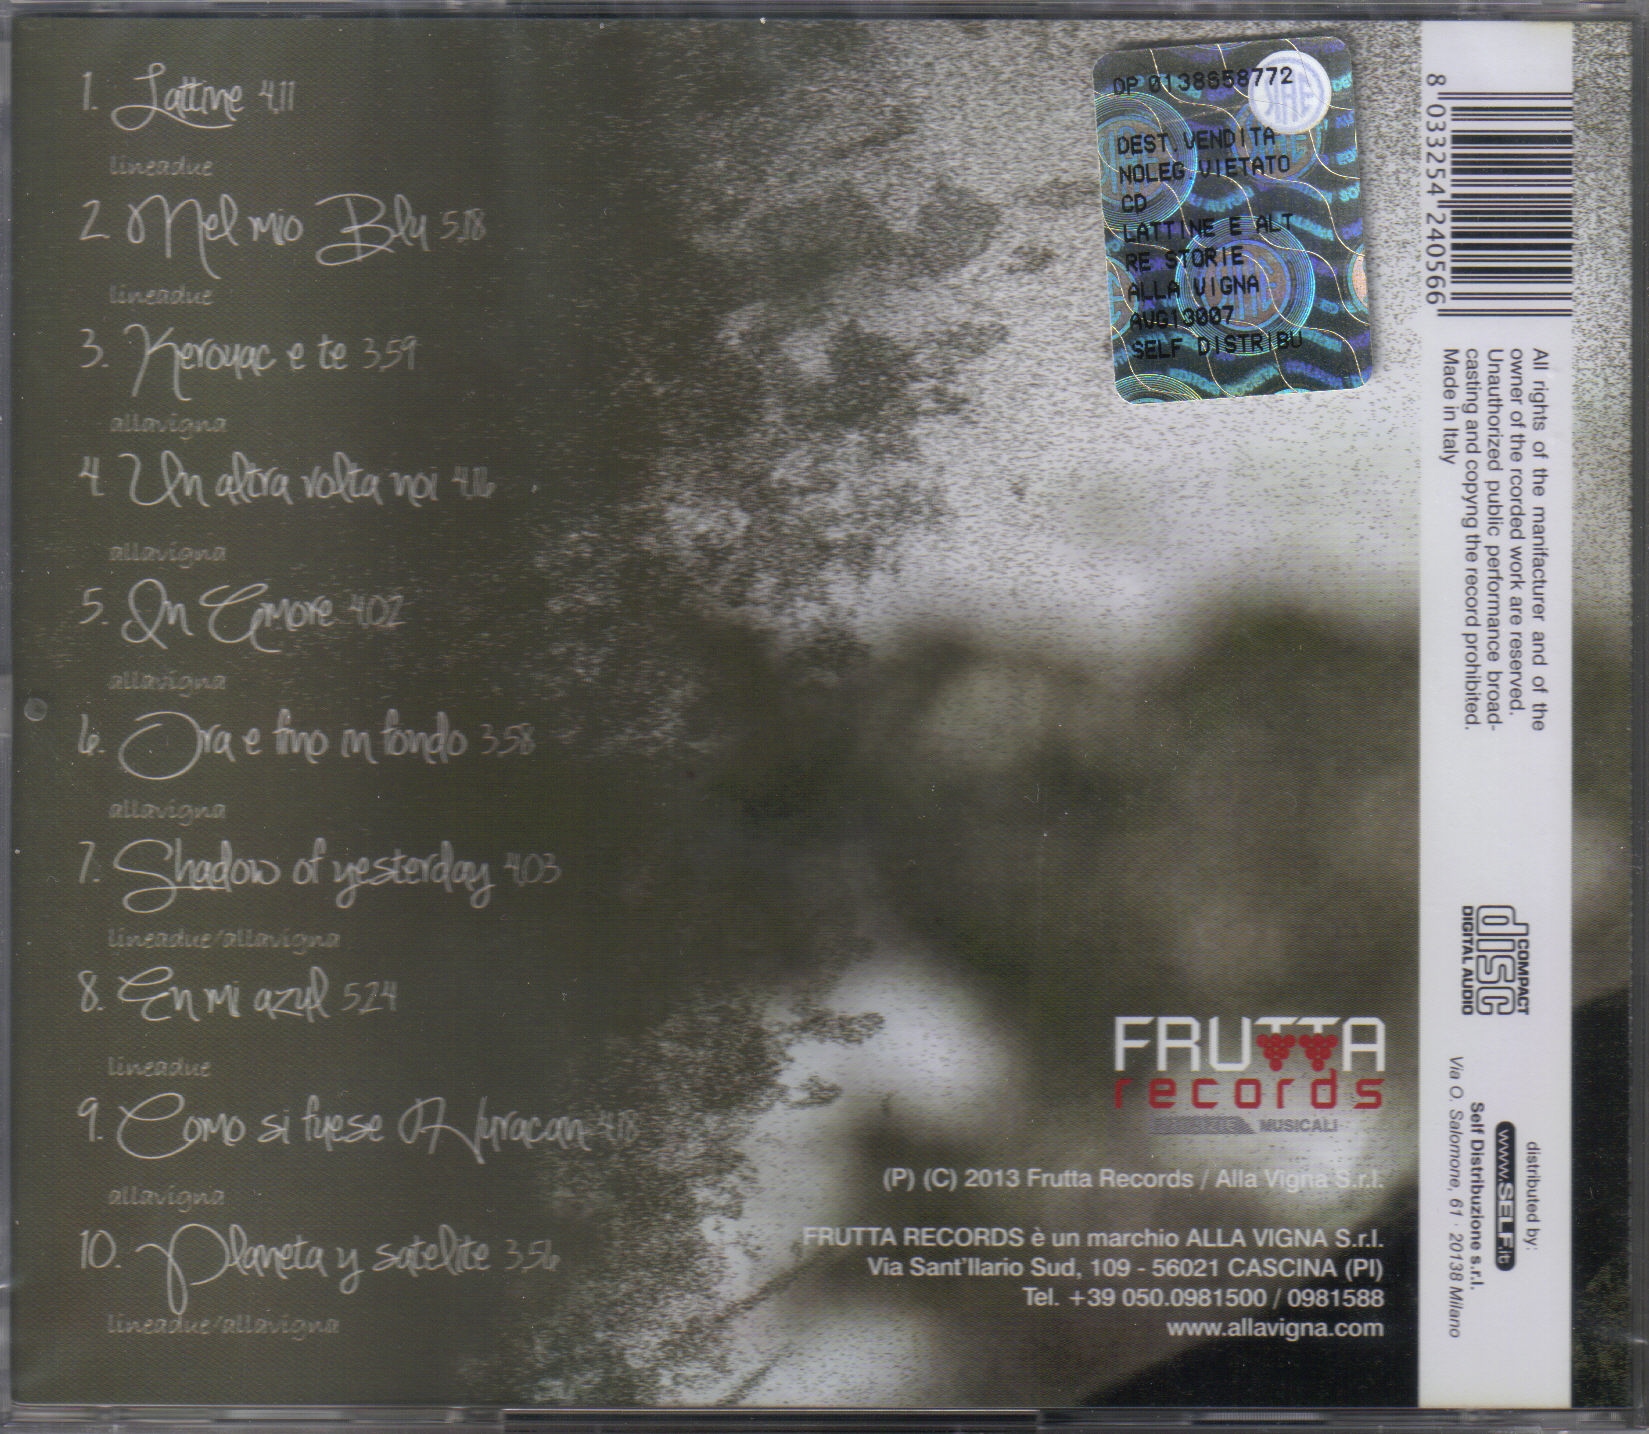 1. Lattine 4,11
lineadue
2. Nel mio Blu 5,18
lineadue
3. Kerouac e te 3,59
allavigna
4. Un altra volta noi 4,16
allavigna
5. In Amore 4,02
allavigna
6. Ora e fino in fondo 3,58
allavigna
7. Shadow of yesterday 4,03
lineadue/allavigna
8. En mi azul 5,24
lineadue
9. Como si fuese Huracan 4,18
allavigna
10. Planeta y satelite 3,56
lineadue/allavigna
DP 0138658772
DEST.VENDITA
NOLEG.VIETATO
CD
LATTINE E ALT
RE STORIE
ALLA VIGNA
AVG13007
SELF DISTRIBU
FRUTTA
records
MUSICALI
(P) (C) 2013 Frutta Records / Alla Vigna S.r.l.
FRUTTA RECORDS è un marchio ALLA VIGNA S.r.l.
Via Sant'Ilario Sud, 109 - 56021 CASCINA (PI)
Tel. +39 050.0981500 / 0981588
www.allavigna.com
8 033254 240566
All rights of the manifacturer and of the
owner of the rcorded work are reserved.
Unauthorized public performance broad-
casting and copyng the record prohibited.
Made in Italy
COMPACT
disc
DIGITAL AUDIO
distributed by:
www.SELF.it
Self Distribuzione s.r.l.
Via O. Salomone, 61 · 20138 Milano